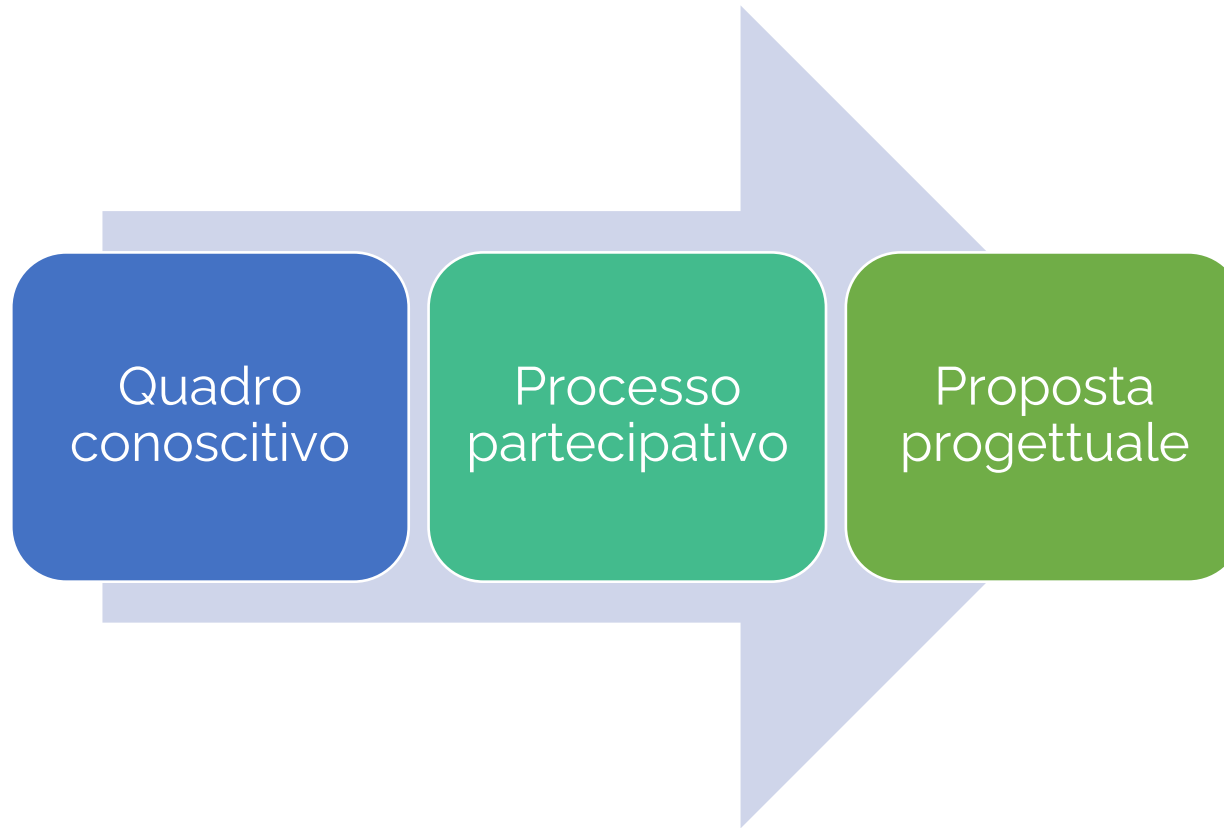 Quadro
conoscitivo
Processo
partecipativo
Proposta
progettuale